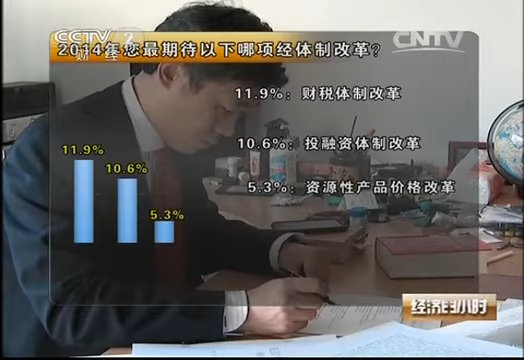 CCTV 2
财经
CNTV
2014年您最期待以下哪项经体制改革?
11.9%: 财税体制改革
10.6%: 投融资体制改革
5.3%: 资源性产品价格改革
11.9%
10.6%
5.3%
经济半小时